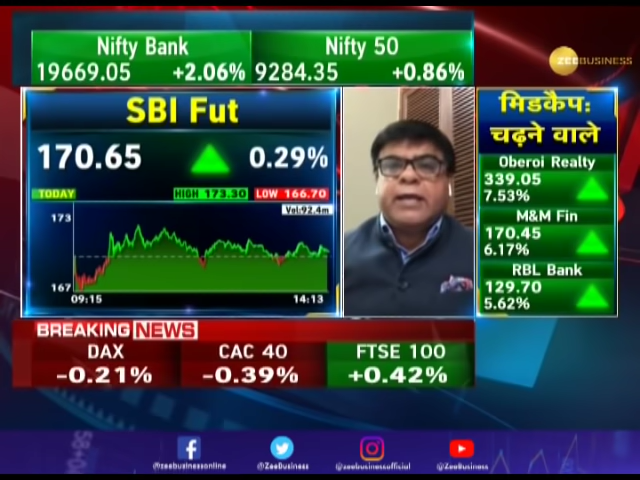 Nifty Bank
19669.05 +2.06%
Nifty 50
9284.35 +0.86%
ZEEBUSINESS
SBI Fut
170.65 0.29%
TODAY HIGH 173.30 LOW 166.70
Vol:92.4m
173
167
09:15 14:13
मिडकैप:
चढ़ने वाले
Oberoi Realty
339.05
7.53%
M&M Fin
170.45
6.17%
RBL Bank
129.70
5.62%
BREAKING NEWS
DAX
-0.21%
CAC 40
-0.39%
FTSE 100
+0.42%
@zeebusinessonline
@ZeeBusiness
@zeebusinessofficial
@ZeeBusiness